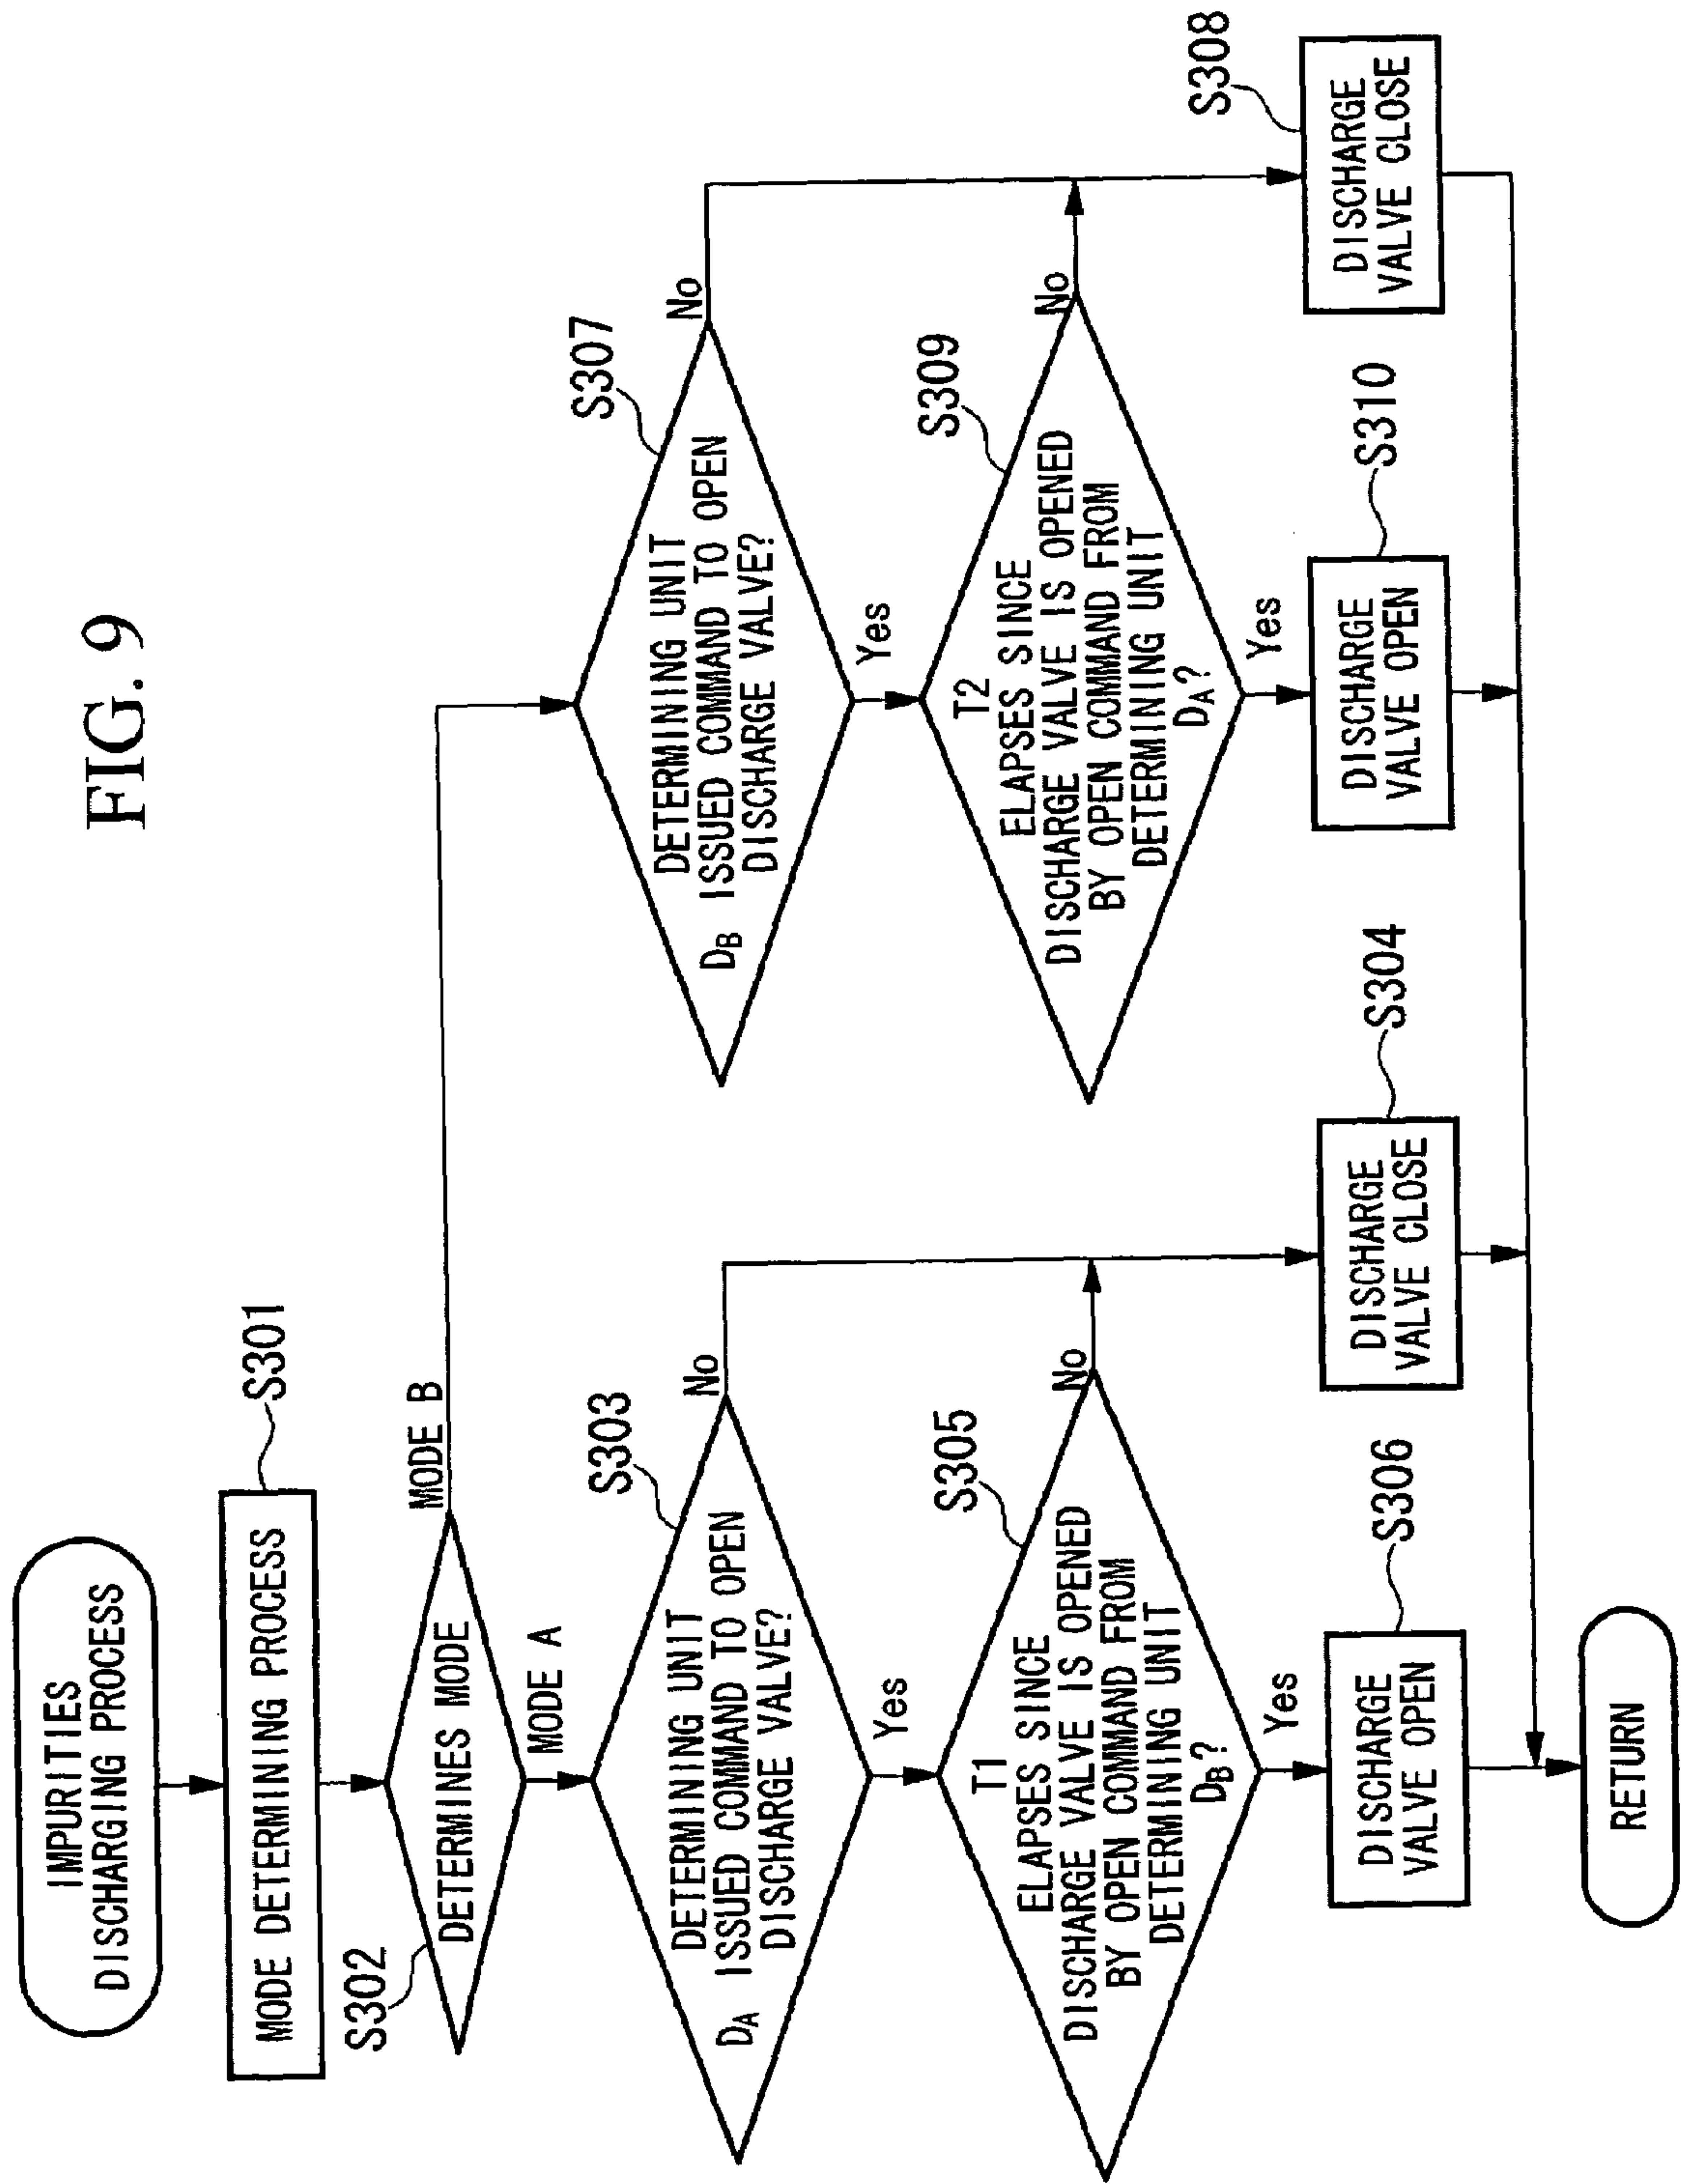 FIG. 9
IMPURITIES
DISCHARGING PROCESS
S301
MODE DETERMINING PROCESS
S302
DETERMINES MODE
MODE B
MODE A
S303
DETERMINING UNIT
DA ISSUED COMMAND TO OPEN
DISCHARGE VALVE?
No
Yes
S305
T1
ELAPSES SINCE
DISCHARGE VALVE IS OPENED
BY OPEN COMMAND FROM
DETERMINING UNIT
DB?
No
Yes
S306
DISCHARGE
VALVE OPEN
S304
DISCHARGE
VALVE CLOSE
S307
DETERMINING UNIT
DB ISSUED COMMAND TO OPEN
DISCHARGE VALVE?
No
Yes
S309
T2
ELAPSES SINCE
DISCHARGE VALVE IS OPENED
BY OPEN COMMAND FROM
DETERMINING UNIT
DA?
No
Yes
S310
DISCHARGE
VALVE OPEN
S308
DISCHARGE
VALVE CLOSE
RETURN